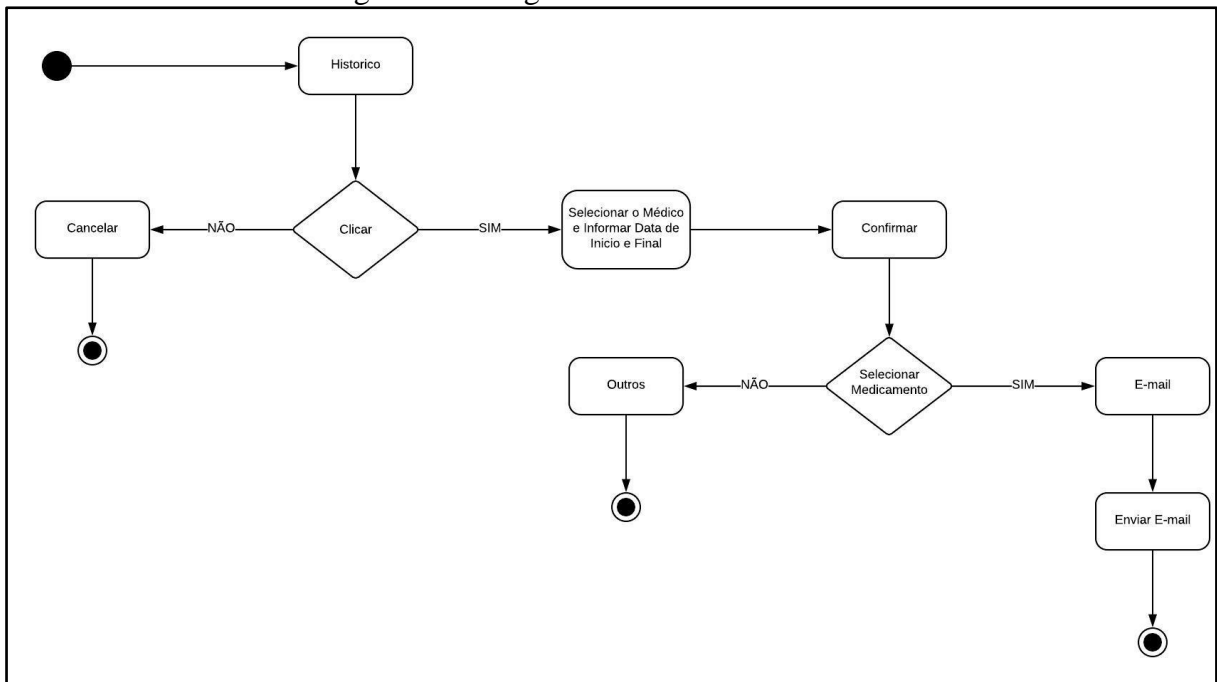 Historico
Cancelar
NÃO
Clicar
SIM
Selecionar o Médico
e Informar Data de
Inicio e Final
Confirmar
Outros
NÃO
Selecionar
Medicamento
SIM
E-mail
Enviar E-mail